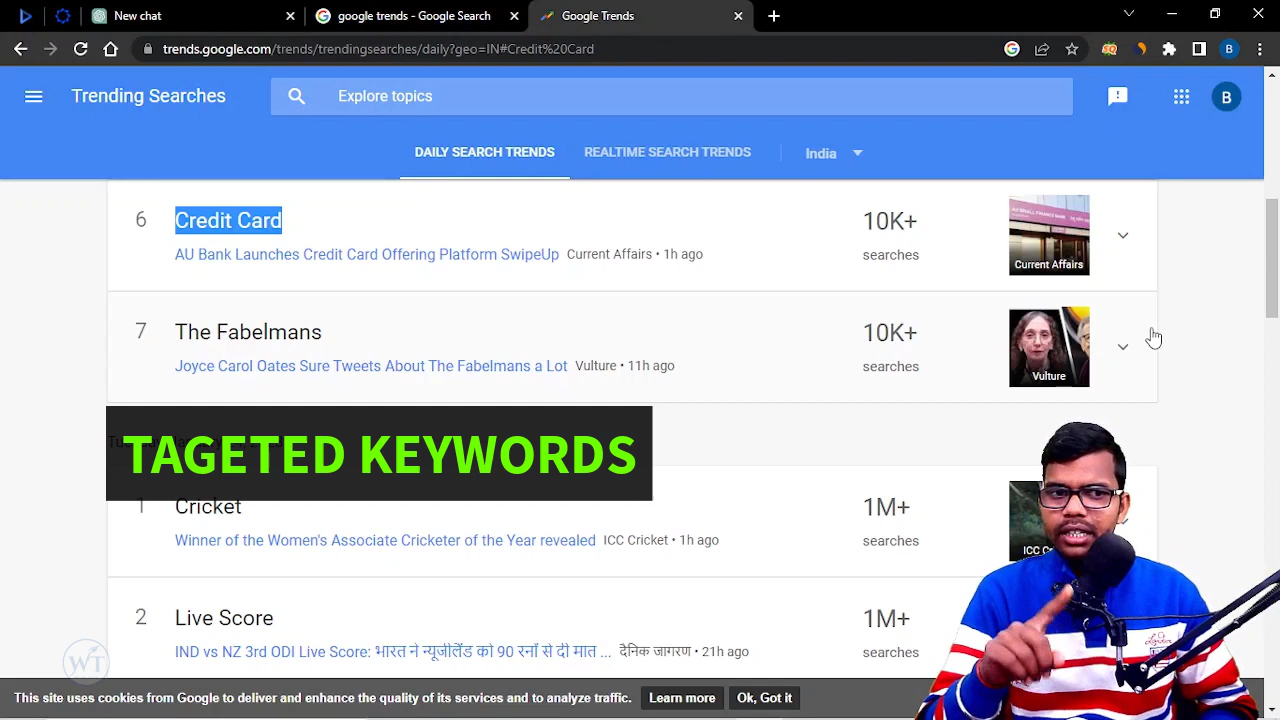 New chat
google trends - Google Search
Google Trends
trends.google.com/trends/trendingsearches/daily?geo=IN#Credit%20Card
B
Trending Searches
Explore topics
B
DAILY SEARCH TRENDS
REALTIME SEARCH TRENDS
India
6
Credit Card
10K+
AU Bank Launches Credit Card Offering Platform SwipeUp
Current Affairs • 1h ago
searches
Current Affairs
7
The Fabelmans
10K+
Joyce Carol Oates Sure Tweets About The Fabelmans a Lot
Vulture • 11h ago
searches
Vulture
TAGETED KEYWORDS
1
Cricket
1M+
Winner of the Women's Associate Cricketer of the Year revealed
ICC Cricket • 1h ago
searches
2
Live Score
1M+
IND vs NZ 3rd ODI Live Score: भारत ने न्यूजीलैंड को 90 रनों से दी मात ...
दैनिक जागरण • 21h ago
searches
WT
This site uses cookies from Google to deliver and enhance the quality of its services and to analyze traffic.
Learn more
Ok, Got it